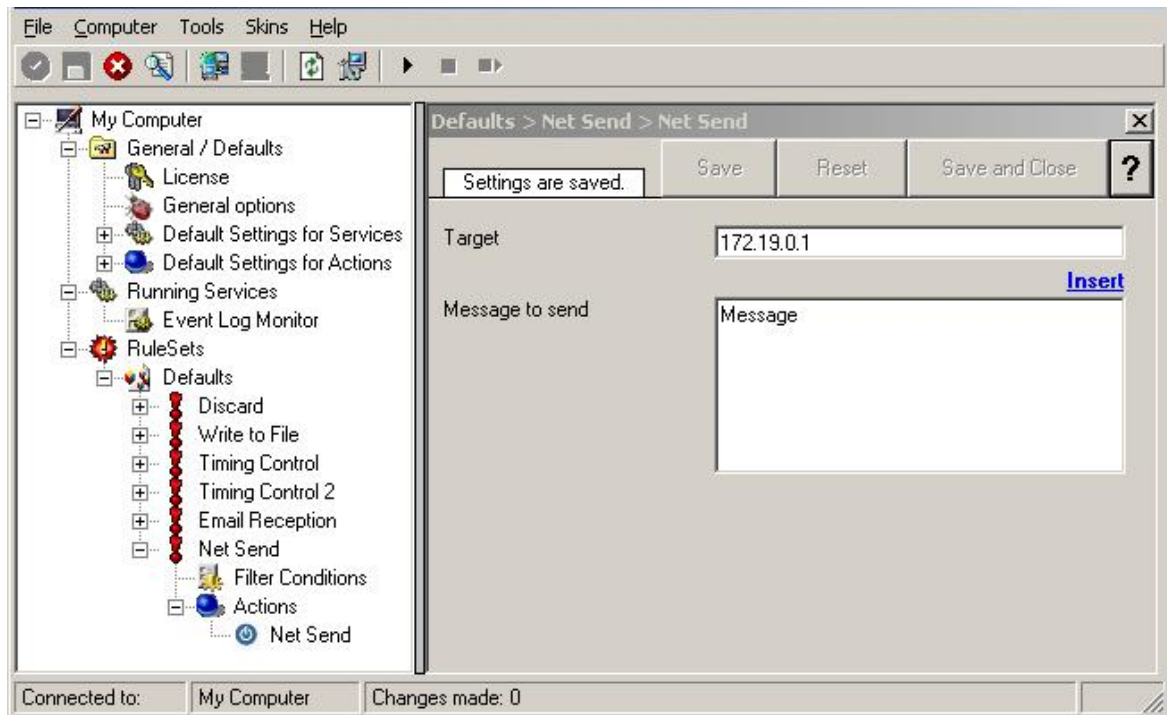 File Computer Tools Skins Help
My Computer
General / Defaults
License
General options
Default Settings for Services
Default Settings for Actions
Running Services
Event Log Monitor
RuleSets
Defaults
Discard
Write to File
Timing Control
Timing Control 2
Email Reception
Net Send
Filter Conditions
Actions
Net Send
Defaults > Net Send > Net Send
Settings are saved. Save Reset Save and Close ?
Target 172.19.0.1
Insert
Message to send Message
Connected to: My Computer Changes made: 0